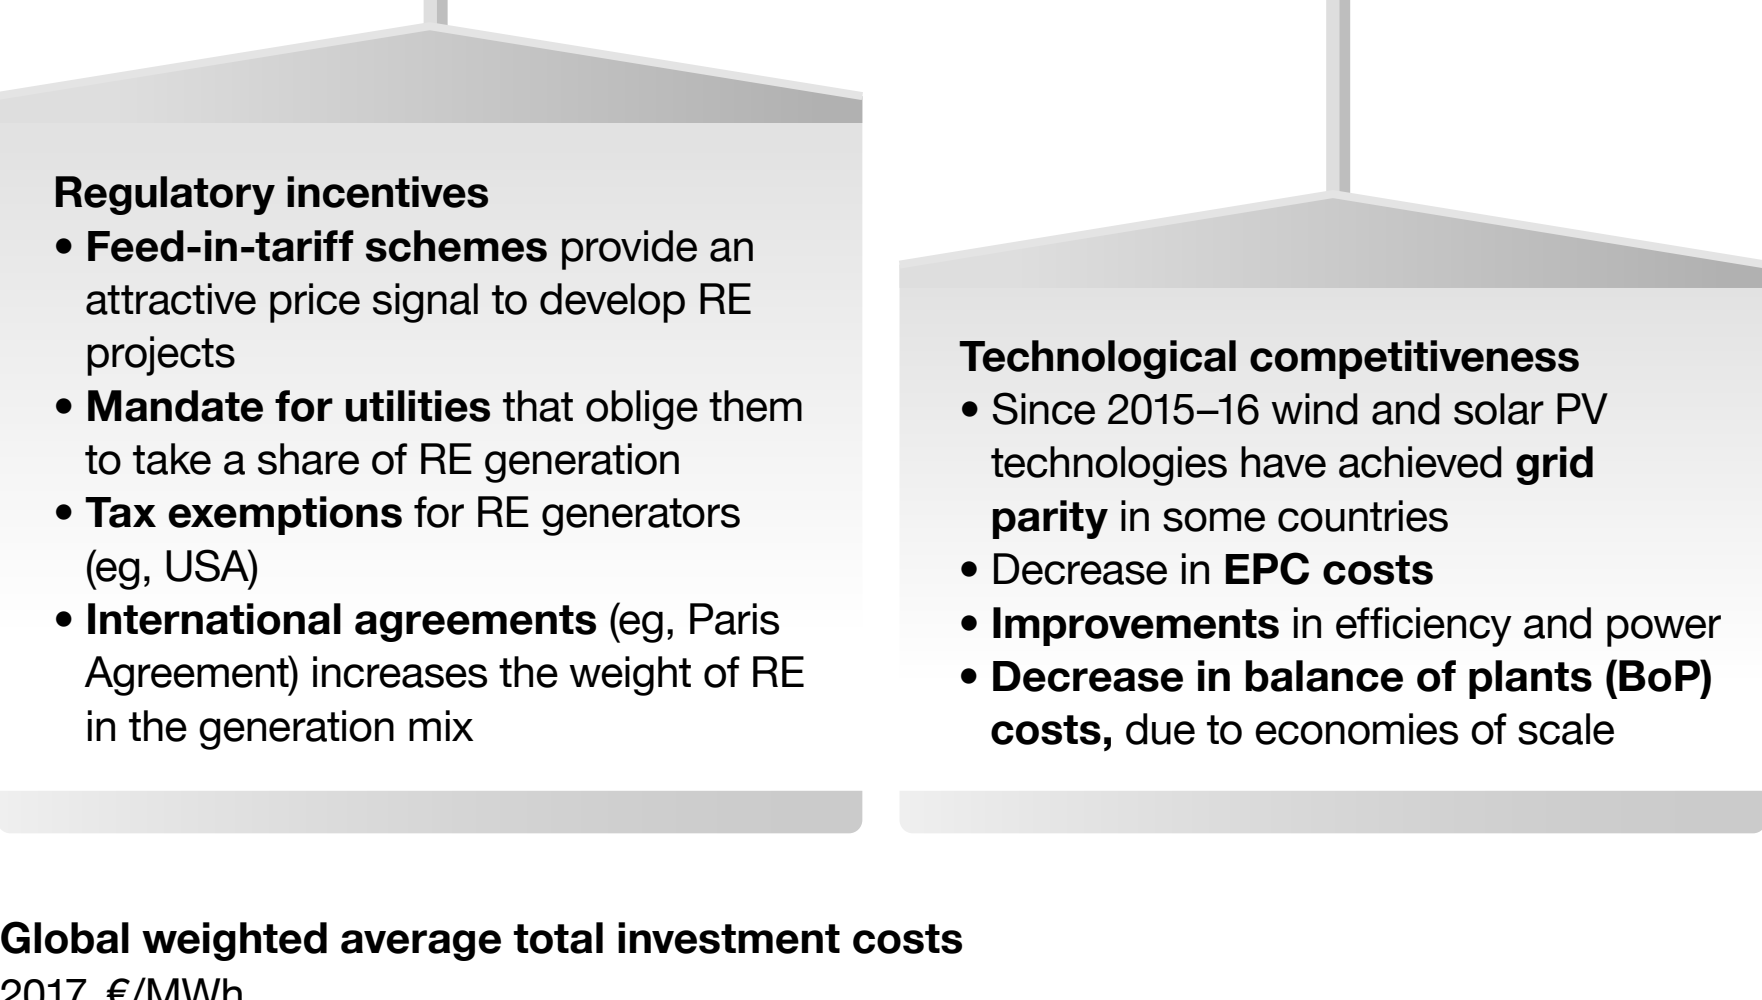 Regulatory incentives
• Feed-in-tariff schemes provide an
attractive price signal to develop RE
projects
• Mandate for utilities that oblige them
to take a share of RE generation
• Tax exemptions for RE generators
(eg, USA)
• International agreements (eg, Paris
Agreement) increases the weight of RE
in the generation mix
Technological competitiveness
• Since 2015–16 wind and solar PV
technologies have achieved grid
parity in some countries
• Decrease in EPC costs
• Improvements in efficiency and power
• Decrease in balance of plants (BoP)
costs, due to economies of scale
Global weighted average total investment costs
2017, €/MWh